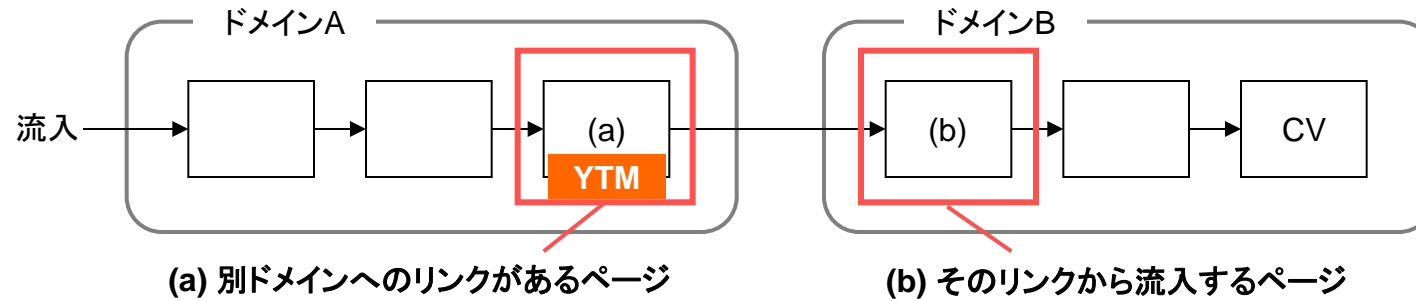 ドメインA
ドメインB
流入
(a)
YTM
(b)
CV
(a) 別ドメインへのリンクがあるページ
(b) そのリンクから流入するページ